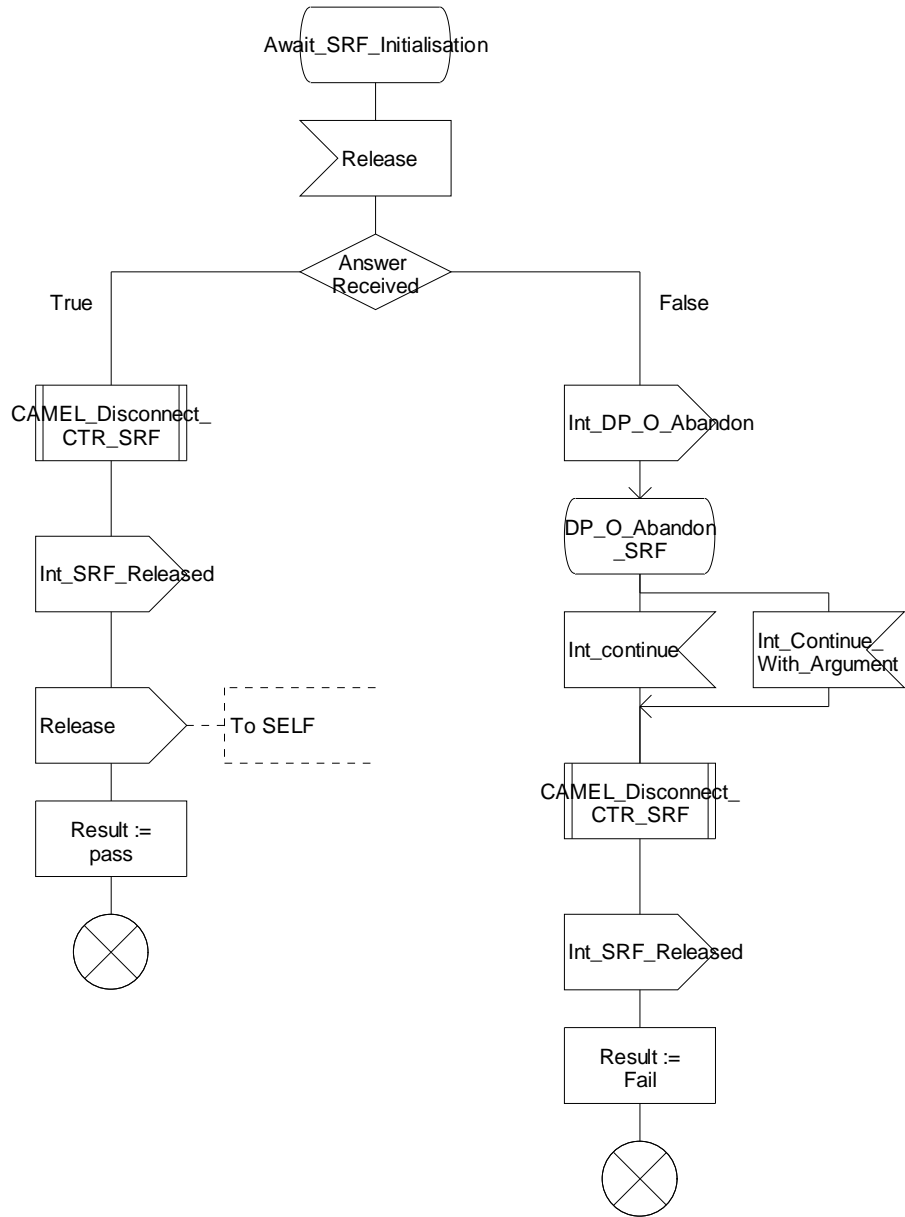 Await_SRF_Initialisation
Release
Answer
Received
True
False
CAMEL_Disconnect_
CTR_SRF
Int_DP_O_Abandon
DP_O_Abandon
_SRF
Int_SRF_Released
Int_continue
Int_Continue_
With_Argument
Release
To SELF
CAMEL_Disconnect_
CTR_SRF
Result :=
pass
Int_SRF_Released
Result :=
Fail